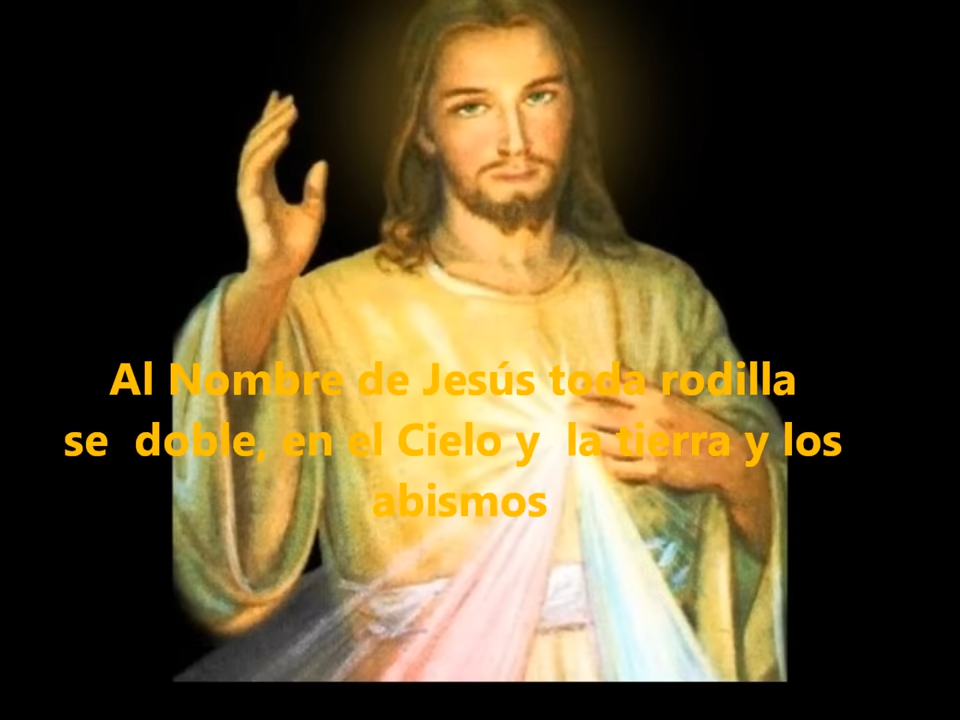 Al Nombre de Jesús toda rodilla
se doble, en el Cielo y la tierra y los
abismos